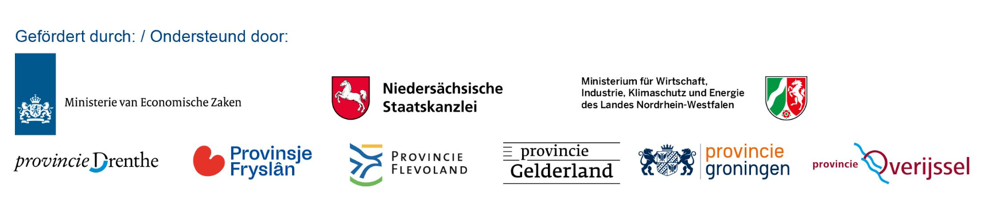 Gefördert durch: / Ondersteund door:
Ministerie van Economische Zaken
Niedersächsische
Staatskanzlei
Ministerium für Wirtschaft,
Industrie, Klimaschutz und Energie
des Landes Nordrhein-Westfalen
provincie Drenthe
Provinsje
Fryslân
PROVINCIE
FLEVOLAND
provincie
Gelderland
provincie
groningen
provincie Overijssel